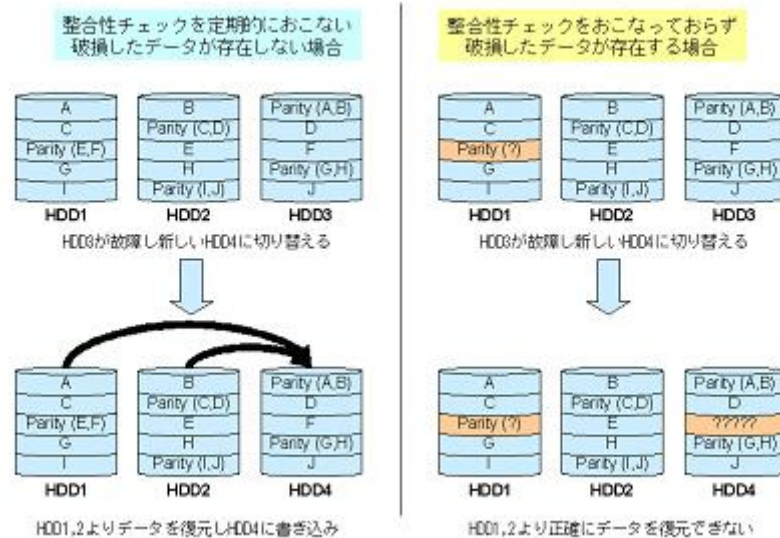 整合性チェックを定期的におこない
破損したデータが存在しない場合
A
C
Parity (E,F)
G
I
HDD1
B
Parity (C,D)
E
H
Parity (I,J)
HDD2
Parity (A,B)
D
F
Parity (G,H)
J
HDD3
HDD3が故障し新しいHDD4に切り替える
A
C
Parity (E,F)
G
I
HDD1
B
Parity (C,D)
E
H
Parity (I,J)
HDD2
Parity (A,B)
D
F
Parity (G,H)
J
HDD4
HDD1,2よりデータを復元しHDD4に書き込み
整合性チェックをおこなっておらず
破損したデータが存在する場合
A
C
Parity (?)
G
I
HDD1
B
Parity (C,D)
E
H
Parity (I,J)
HDD2
Parity (A,B)
D
F
Parity (G,H)
J
HDD3
HDD3が故障し新しいHDD4に切り替える
A
C
Parity (?)
G
I
HDD1
B
Parity (C,D)
E
H
Parity (I,J)
HDD2
Parity (A,B)
D
?????
Parity (G,H)
J
HDD4
HDD1,2より正確にデータを復元できない